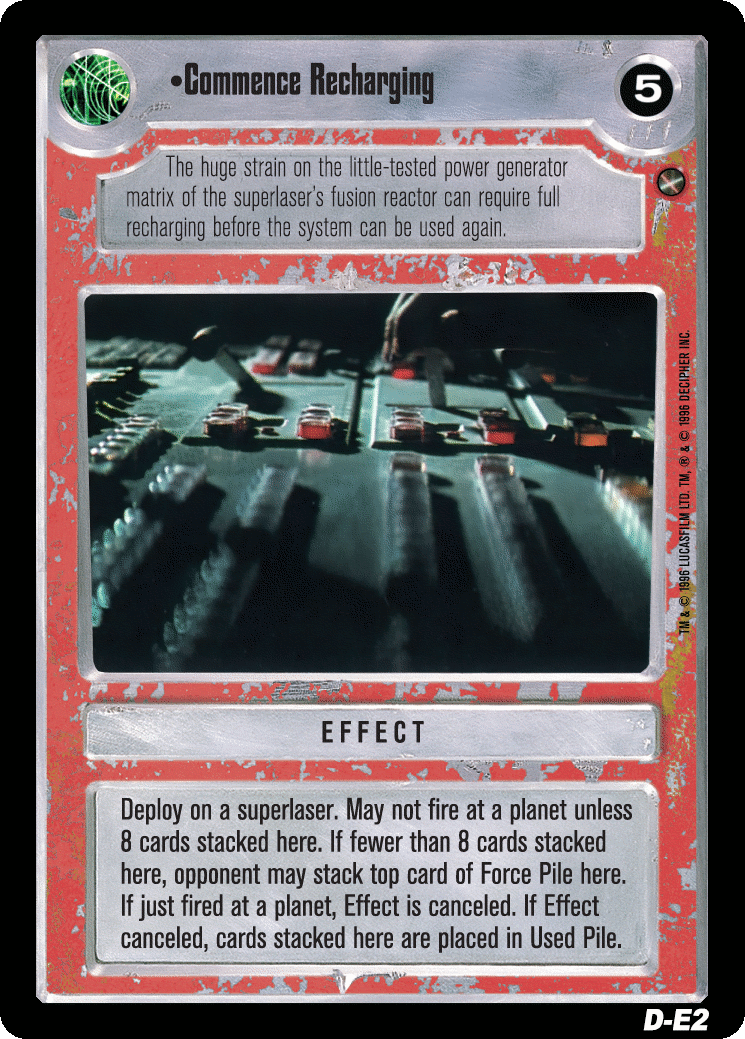 •Commence Recharging
5
The huge strain on the little-tested power generator
matrix of the superlaser's fusion reactor can require full
recharging before the system can be used again.
TM & © 1996 LUCASFILM LTD. TM, ® & © 1996 DECIPHER INC.
EFFECT
Deploy on a superlaser. May not fire at a planet unless
8 cards stacked here. If fewer than 8 cards stacked
here, opponent may stack top card of Force Pile here.
If just fired at a planet, Effect is canceled. If Effect
canceled, cards stacked here are placed in Used Pile.
D-E2